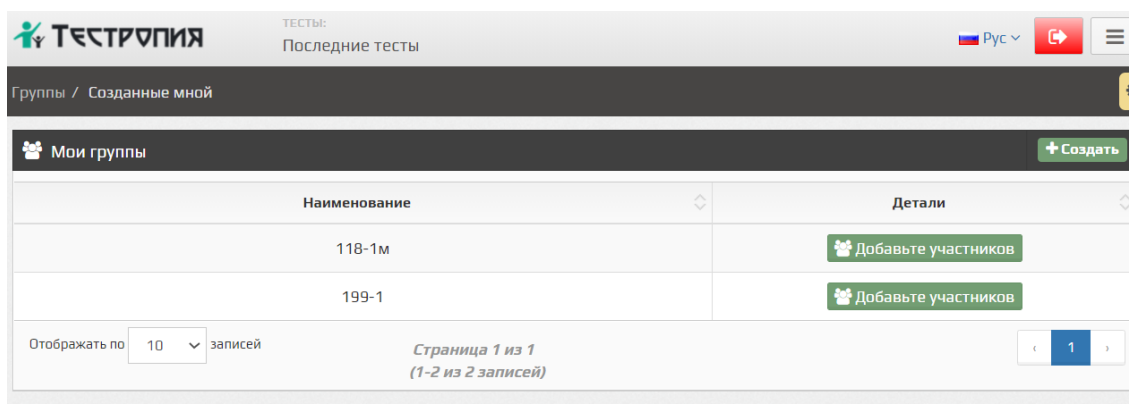 ТЕСТРОПИЯ
ТЕСТЫ:
Последние тесты
Рус
Группы / Созданные мной
Мои группы
Создать
Наименование Детали
118-1м Добавьте участников
199-1 Добавьте участников
Отображать по 10 записей
Страница 1 из 1
(1-2 из 2 записей)
‹ 1 ›